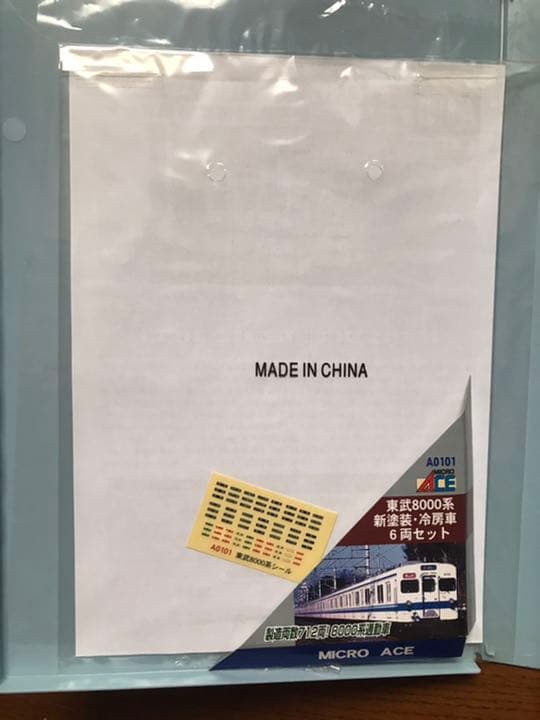 MADE IN CHINA
A0101
MICRO
ACE
東武8000系
新塗装・冷房車
6両セット
A0101 東武8000系シール
製造両数712両!8000系通勤車
MICRO ACE